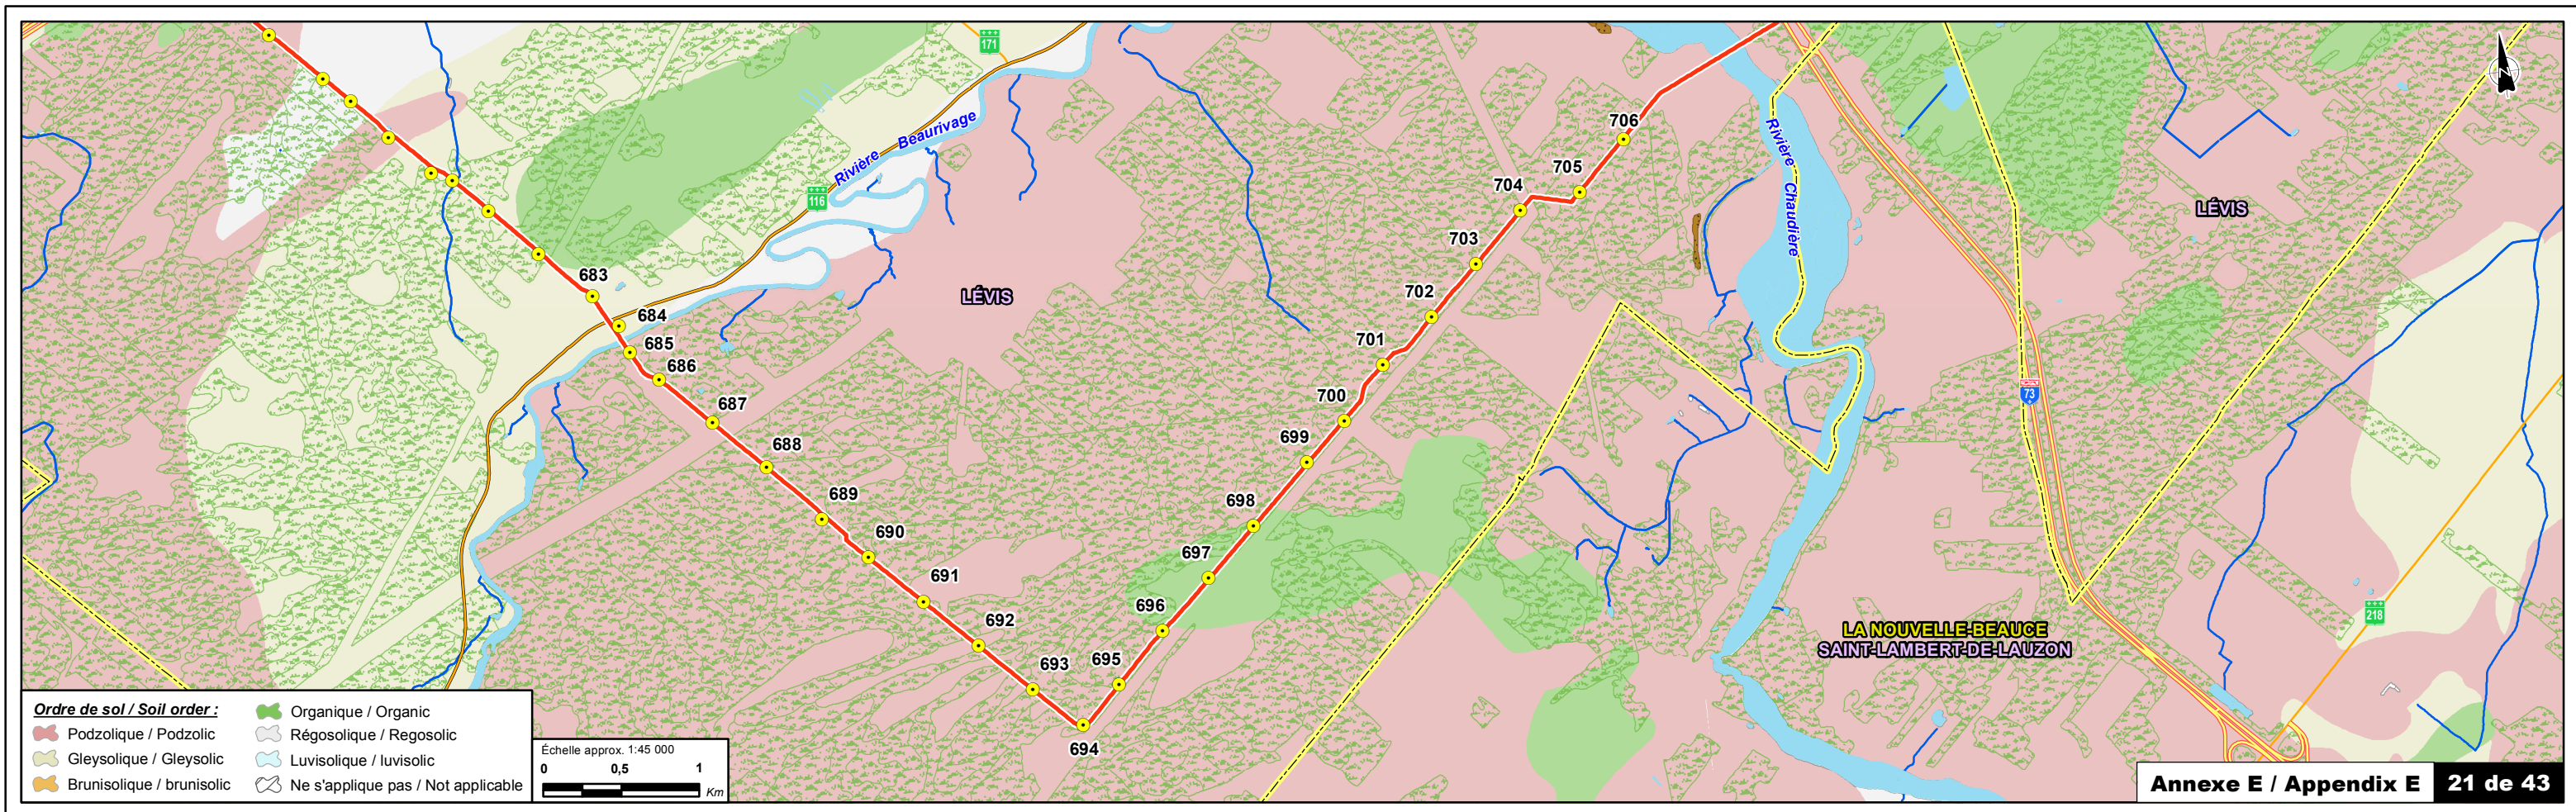 171
Rivière Beaurivage
116
683
684
685
686
687
688
689
690
691
692
693
694
695
696
697
698
699
700
701
702
703
704
705
706
LÉVIS
Rivière Chaudière
LÉVIS
73
218
LA NOUVELLE-BEAUCE
SAINT-LAMBERT-DE-LAUZON
N
Ordre de sol / Soil order :
Podzolique / Podzolic
Gleysolique / Gleysolic
Brunisolique / brunisolic
Organique / Organic
Régosolique / Regosolic
Luvisolique / luvisolic
Ne s'applique pas / Not applicable
Échelle approx. 1:45 000
0 0,5 1
Km
Annexe E / Appendix E 21 de 43